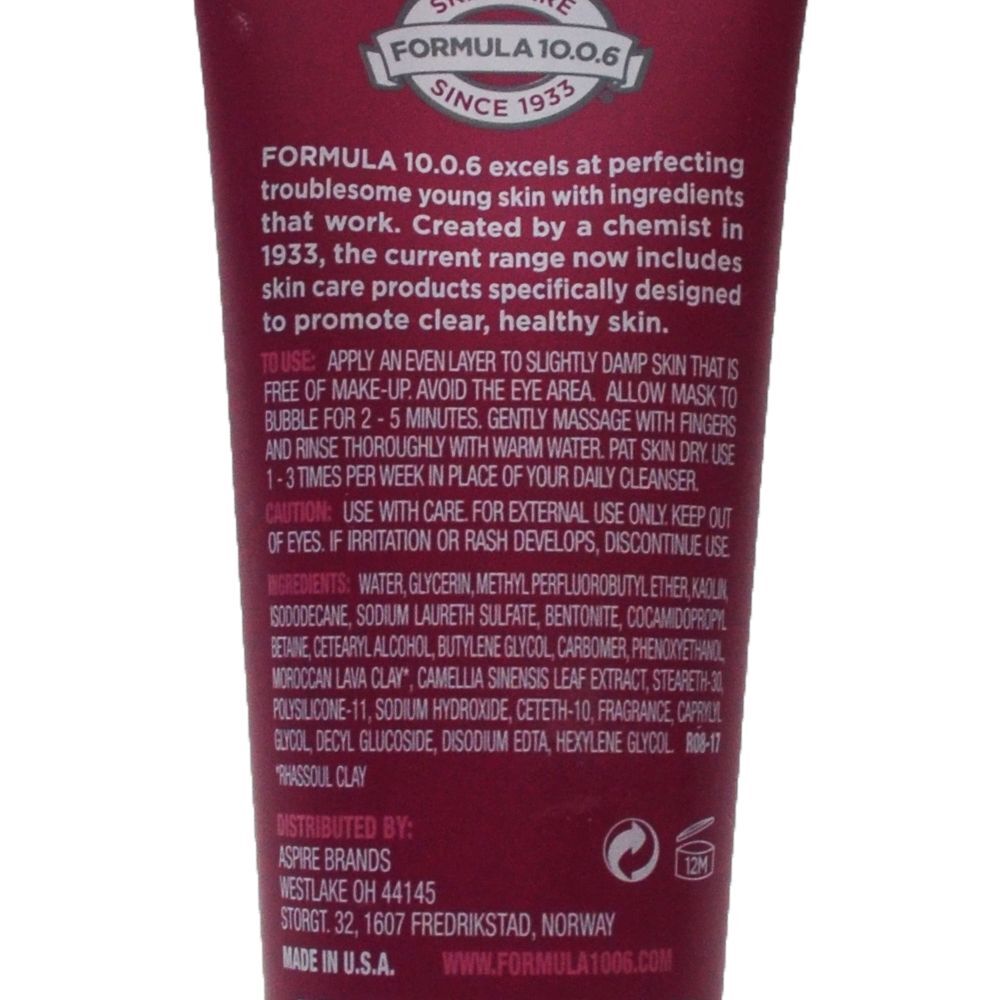 FORMULA 10.0.6
SINCE 1933
FORMULA 10.0.6 excels at perfecting
troublesome young skin with ingredients
that work. Created by a chemist in
1933, the current range now includes
skin care products specifically designed
to promote clear, healthy skin.
TO USE: APPLY AN EVEN LAYER TO SLIGHTLY DAMP SKIN THAT IS
FREE OF MAKE-UP. AVOID THE EYE AREA. ALLOW MASK TO
BUBBLE FOR 2 - 5 MINUTES. GENTLY MASSAGE WITH FINGERS
AND RINSE THOROUGHLY WITH WARM WATER. PAT SKIN DRY. USE
1 - 3 TIMES PER WEEK IN PLACE OF YOUR DAILY CLEANSER.
CAUTION: USE WITH CARE. FOR EXTERNAL USE ONLY. KEEP OUT
OF EYES. IF IRRITATION OR RASH DEVELOPS, DISCONTINUE USE.
INGREDIENTS: WATER, GLYCERIN, METHYL PERFLUOROBUTYL ETHER, KAOLIN,
ISODODECANE, SODIUM LAURETH SULFATE, BENTONITE, COCAMIDOPROPYL
BETAINE, CETEARYL ALCOHOL, BUTYLENE GLYCOL, CARBOMER, PHENOXYETHANOL,
MOROCCAN LAVA CLAY*, CAMELLIA SINENSIS LEAF EXTRACT, STEARETH-30,
POLYSILICONE-11, SODIUM HYDROXIDE, CETETH-10, FRAGRANCE, CAPRYLYL
GLYCOL, DECYL GLUCOSIDE, DISODIUM EDTA, HEXYLENE GLYCOL. R08-17
*RHASSOUL CLAY
DISTRIBUTED BY:
ASPIRE BRANDS
WESTLAKE OH 44145
STORGT. 32, 1607 FREDRIKSTAD, NORWAY
12M
MADE IN U.S.A. WWW.FORMULA1006.COM